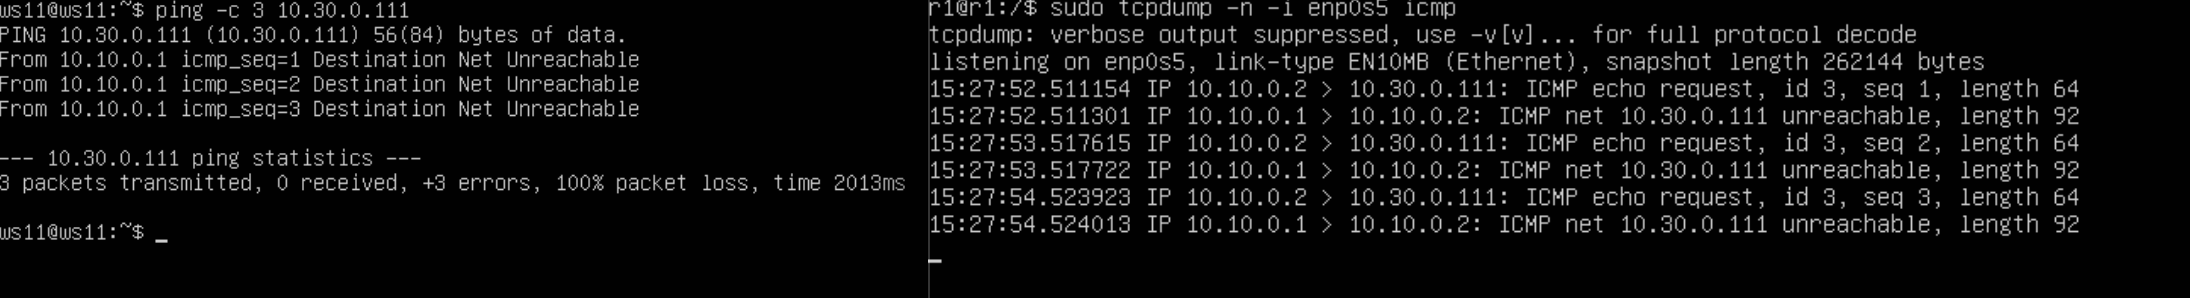 ws11@ws11:~$ ping -c 3 10.30.0.111
PING 10.30.0.111 (10.30.0.111) 56(84) bytes of data.
From 10.10.0.1 icmp_seq=1 Destination Net Unreachable
From 10.10.0.1 icmp_seq=2 Destination Net Unreachable
From 10.10.0.1 icmp_seq=3 Destination Net Unreachable
--- 10.30.0.111 ping statistics ---
3 packets transmitted, 0 received, +3 errors, 100% packet loss, time 2013ms
ws11@ws11:~$ _
r1@r1:/$ sudo tcpdump -n -i enp0s5 icmp
tcpdump: verbose output suppressed, use -v[v]... for full protocol decode
listening on enp0s5, link-type EN10MB (Ethernet), snapshot length 262144 bytes
15:27:52.511154 IP 10.10.0.2 > 10.30.0.111: ICMP echo request, id 3, seq 1, length 64
15:27:52.511301 IP 10.10.0.1 > 10.10.0.2: ICMP net 10.30.0.111 unreachable, length 92
15:27:53.517615 IP 10.10.0.2 > 10.30.0.111: ICMP echo request, id 3, seq 2, length 64
15:27:53.517722 IP 10.10.0.1 > 10.10.0.2: ICMP net 10.30.0.111 unreachable, length 92
15:27:54.523923 IP 10.10.0.2 > 10.30.0.111: ICMP echo request, id 3, seq 3, length 64
15:27:54.524013 IP 10.10.0.1 > 10.10.0.2: ICMP net 10.30.0.111 unreachable, length 92